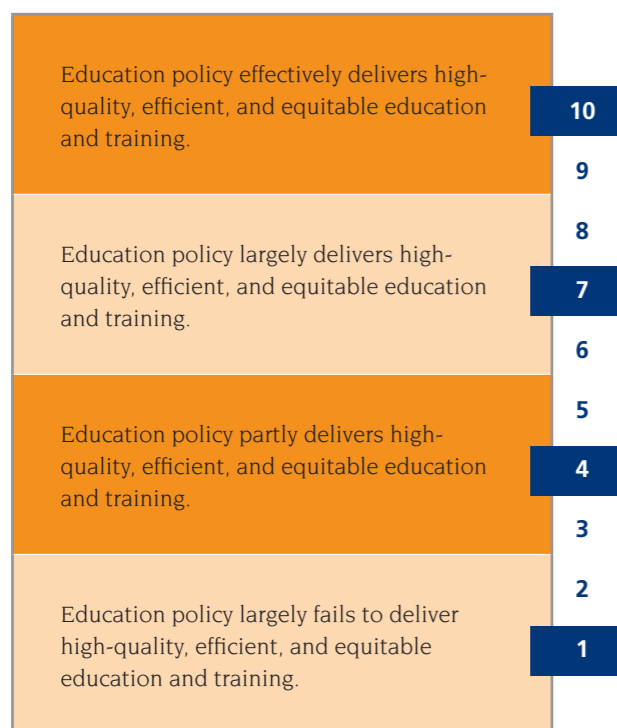 Education policy effectively delivers high-
quality, efficient, and equitable education
and training.
10
9
8
Education policy largely delivers high-
quality, efficient, and equitable education
and training.
7
6
5
Education policy partly delivers high-
quality, efficient, and equitable education
and training.
4
3
2
Education policy largely fails to deliver
high-quality, efficient, and equitable
education and training.
1